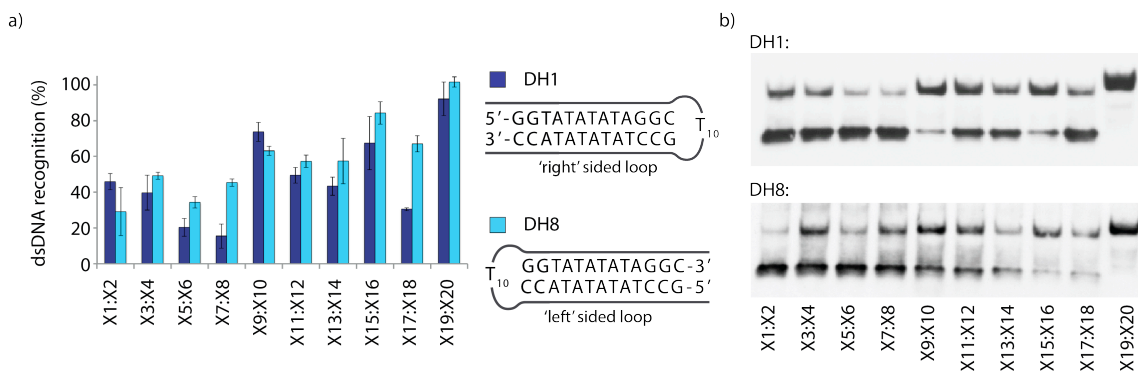 a)
dsDNA recognition (%)
100
80
60
40
20
0
X1:X2
X3:X4
X5:X6
X7:X8
X9:X10
X11:X12
X13:X14
X15:X16
X17:X18
X19:X20
DH1
5′-GGTATATATAGGC
3′-CCATATATATCCG
T10
‘right’ sided loop
DH8
T10
GGTATATATAGGC-3′
CCATATATATCCG-5′
‘left’ sided loop
b)
DH1:
DH8:
X1:X2
X3:X4
X5:X6
X7:X8
X9:X10
X11:X12
X13:X14
X15:X16
X17:X18
X19:X20